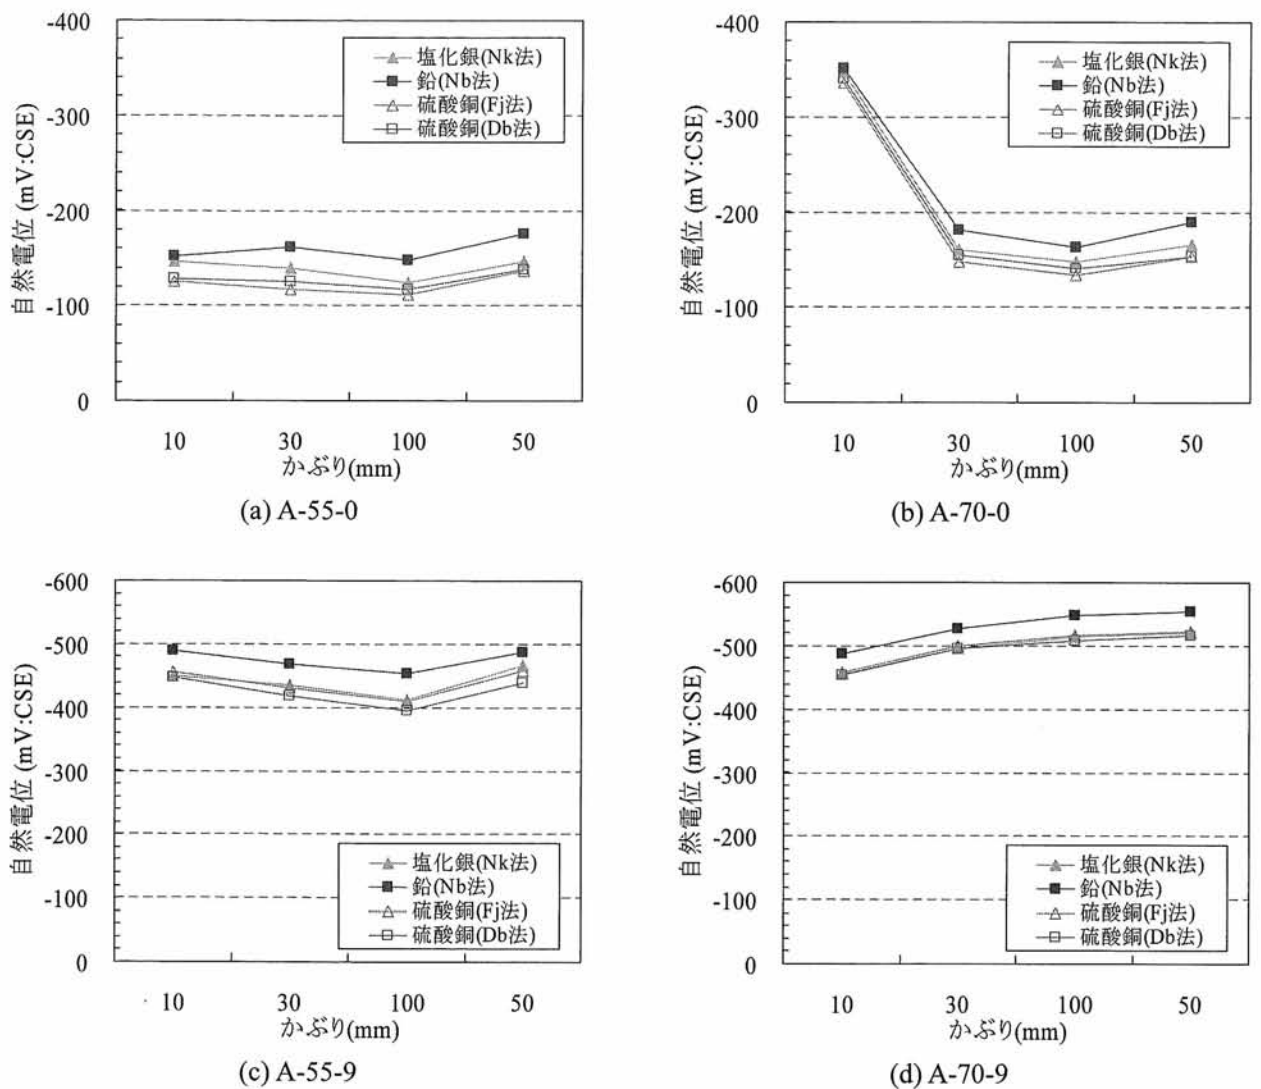 -400
-300
-200
-100
0
自然電位 (mV:CSE)
塩化銀(Nk法)
鉛(Nb法)
硫酸銅(Fj法)
硫酸銅(Db法)
10 30 100 50
かぶり(mm)
(a) A-55-0
-400
-300
-200
-100
0
自然電位 (mV:CSE)
塩化銀(Nk法)
鉛(Nb法)
硫酸銅(Fj法)
硫酸銅(Db法)
10 30 100 50
かぶり(mm)
(b) A-70-0
-600
-500
-400
-300
-200
-100
0
自然電位 (mV:CSE)
塩化銀(Nk法)
鉛(Nb法)
硫酸銅(Fj法)
硫酸銅(Db法)
10 30 100 50
かぶり(mm)
(c) A-55-9
-600
-500
-400
-300
-200
-100
0
自然電位 (mV:CSE)
塩化銀(Nk法)
鉛(Nb法)
硫酸銅(Fj法)
硫酸銅(Db法)
10 30 100 50
かぶり(mm)
(d) A-70-9